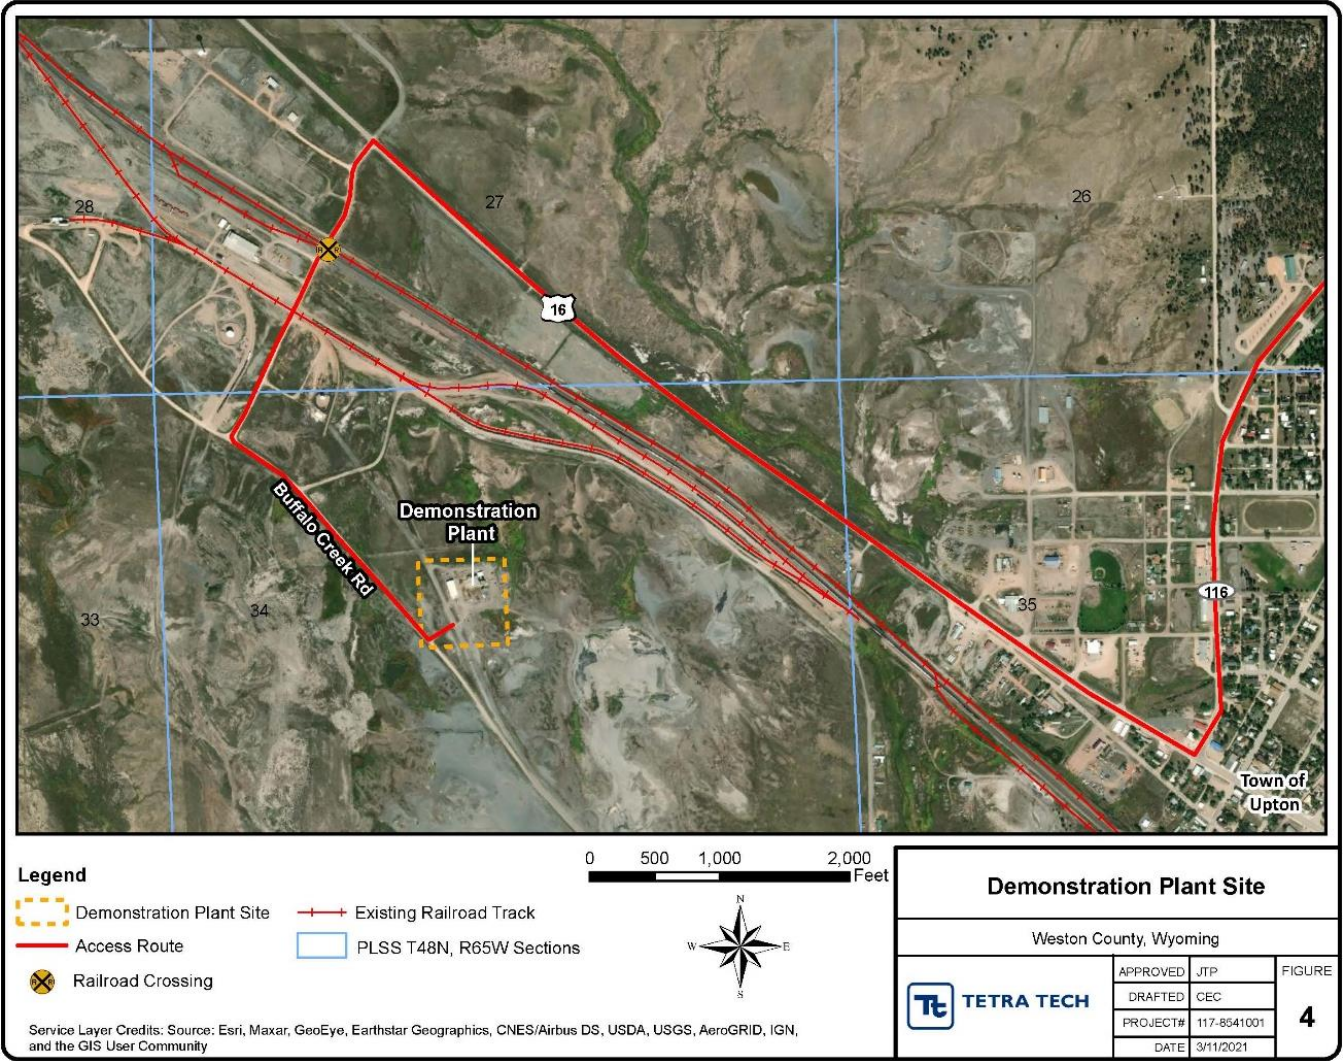 28
27
26
16
Buffalo Creek Rd
Demonstration
Plant
33
34
35
116
Town of
Upton
Legend
Demonstration Plant Site
Access Route
Railroad Crossing
Existing Railroad Track
PLSS T48N, R65W Sections
0 500 1,000 2,000
Feet
N
W E
S
Service Layer Credits: Source: Esri, Maxar, GeoEye, Earthstar Geographics, CNES/Airbus DS, USDA, USGS, AeroGRID, IGN,
and the GIS User Community
Demonstration Plant Site
Weston County, Wyoming
Tt TETRA TECH
APPROVED JTP
DRAFTED CEC
PROJECT# 117-8541001
DATE 3/11/2021
FIGURE
4